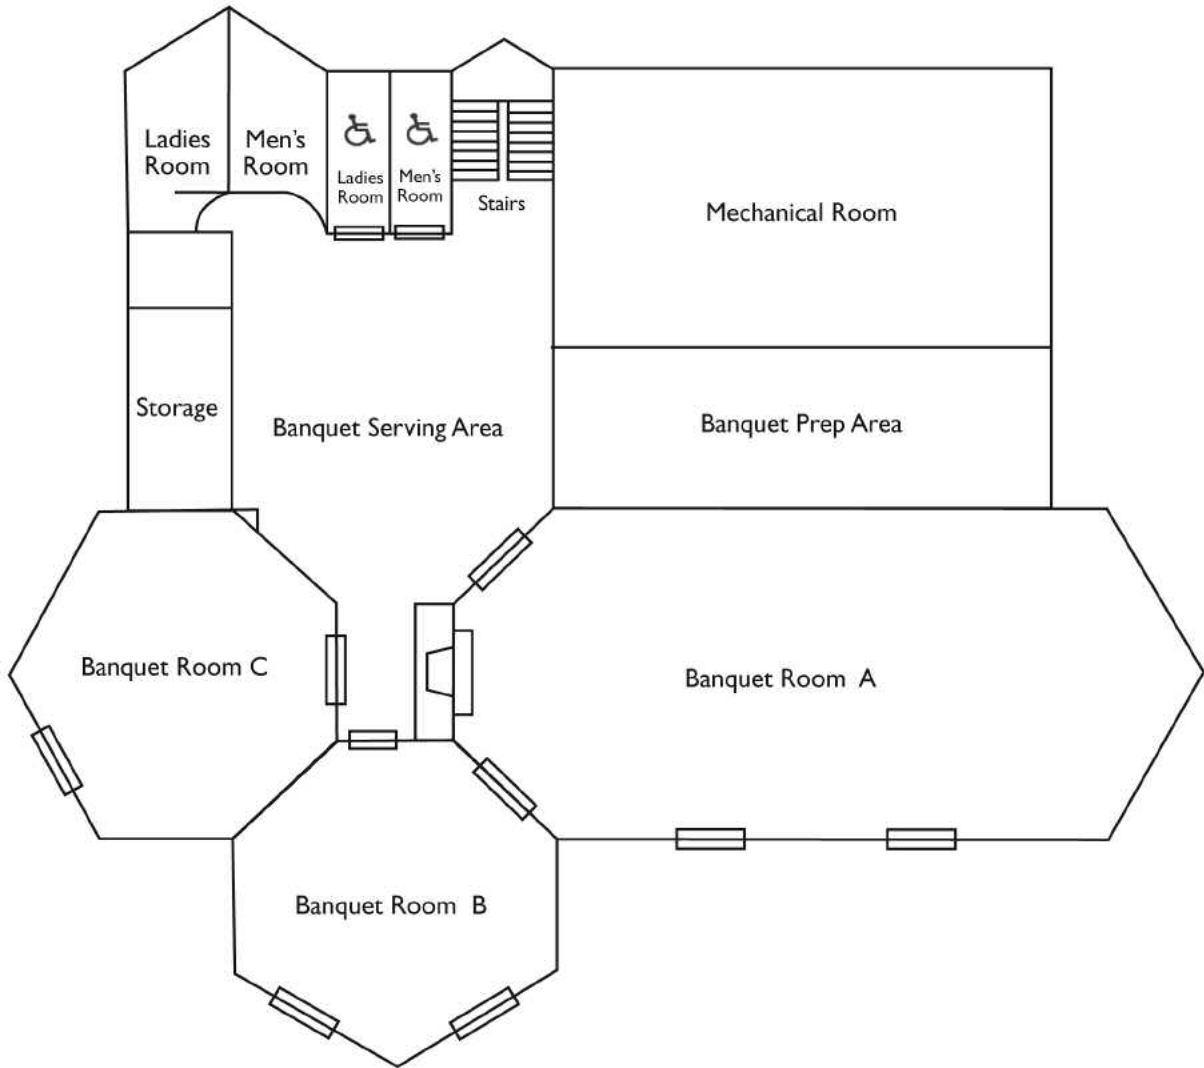 Ladies
Room
Men's
Room
Ladies
Room
Men's
Room
Stairs
Mechanical Room
Storage
Banquet Serving Area
Banquet Prep Area
Banquet Room C
Banquet Room A
Banquet Room B